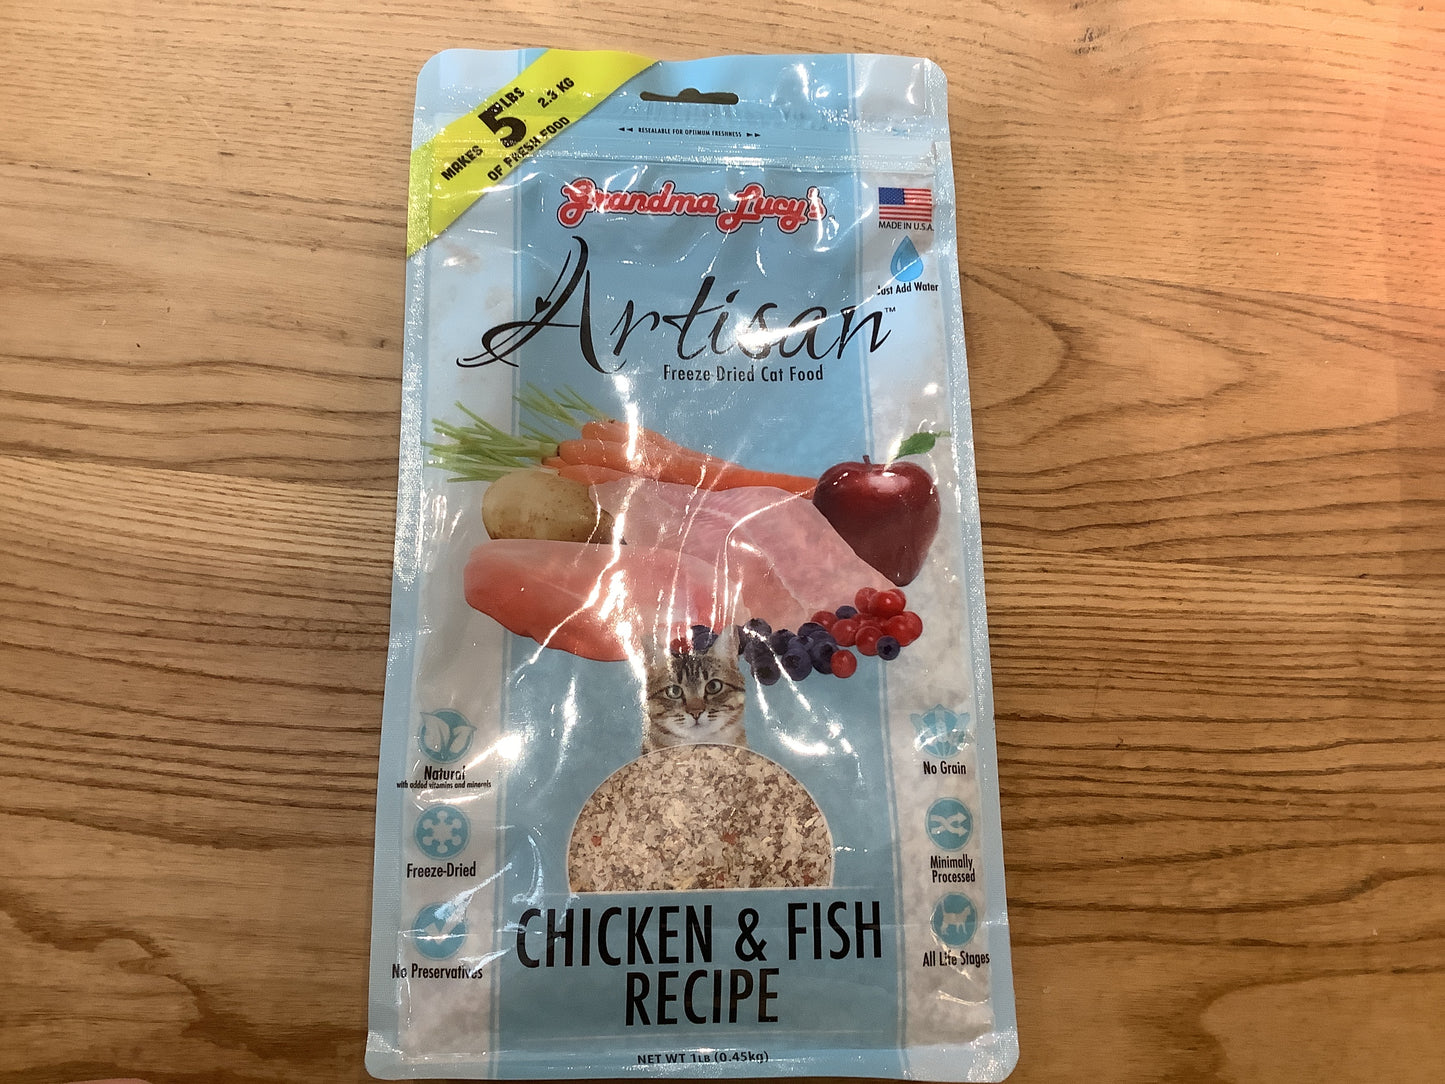 MAKES 5 LBS 2.3 KG
OF FRESH FOOD
RESEALABLE FOR OPTIMUM FRESHNESS
Grandma Lucy's
MADE IN U.S.A.
Just Add Water
Artisan™
Freeze Dried Cat Food
Natural
with added vitamins and minerals
No Grain
Freeze-Dried
Minimally
Processed
No Preservatives
All Life Stages
CHICKEN & FISH
RECIPE
NET WT 1LB (0.45kg)